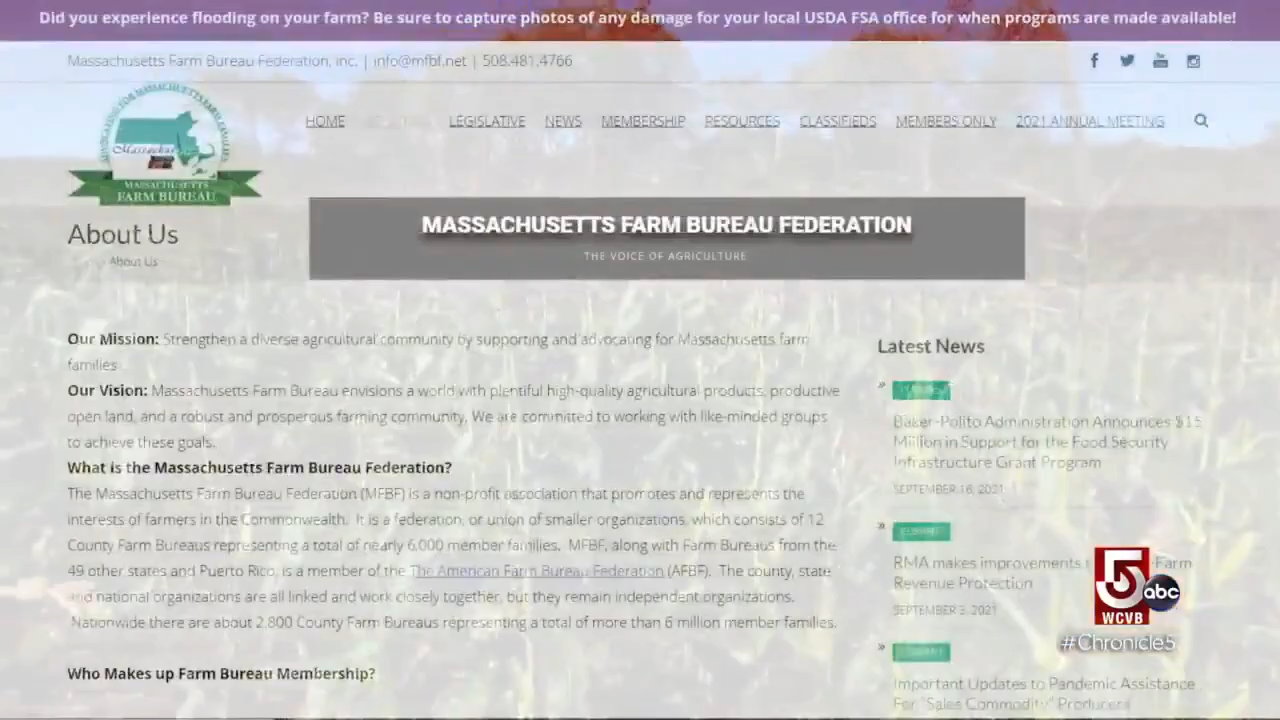 Did you experience flooding on your farm? Be sure to capture photos of any damage for your local USDA FSA office for when programs are made available!
Massachusetts Farm Bureau Federation, inc. | info@mfbf.net | 508.481.4766
HOME LEGISLATIVE NEWS MEMBERSHIP RESOURCES CLASSIFIEDS MEMBERS ONLY 2021 ANNUAL MEETING
ADVOCATING FOR MASSACHUSETTS FARM FAMILIES
MASSACHUSETTS
FARM BUREAU
MASSACHUSETTS FARM BUREAU FEDERATION
THE VOICE OF AGRICULTURE
About Us
About Us
Our Mission: Strengthen a diverse agricultural community by supporting and advocating for Massachusetts farm
families
Our Vision: Massachusetts Farm Bureau envisions a world with plentiful high-quality agricultural products, productive
open land, and a robust and prosperous farming community. We are committed to working with like-minded groups
to achieve these goals.
What is the Massachusetts Farm Bureau Federation?
The Massachusetts Farm Bureau Federation (MFBF) is a non-profit association that promotes and represents the
interests of farmers in the Commonwealth. It is a federation, or union of smaller organizations, which consists of 12
County Farm Bureaus representing a total of nearly 6,000 member families. MFBF, along with Farm Bureaus from the
49 other states and Puerto Rico, is a member of the The American Farm Bureau Federation (AFBF). The county, state
and national organizations are all linked and work closely together, but they remain independent organizations.
Nationwide there are about 2,800 County Farm Bureaus representing a total of more than 6 million member families.
Who Makes up Farm Bureau Membership?
Latest News
Baker-Polito Administration Announces $15
Million in Support for the Food Security
Infrastructure Grant Program
SEPTEMBER 16, 2021
RMA makes improvements Farm
Revenue Protection
SEPTEMBER 3, 2021
Important Updates to Pandemic Assistance
For "Sales Commodity" Producers
5 abc
WCVB
#Chronicle5